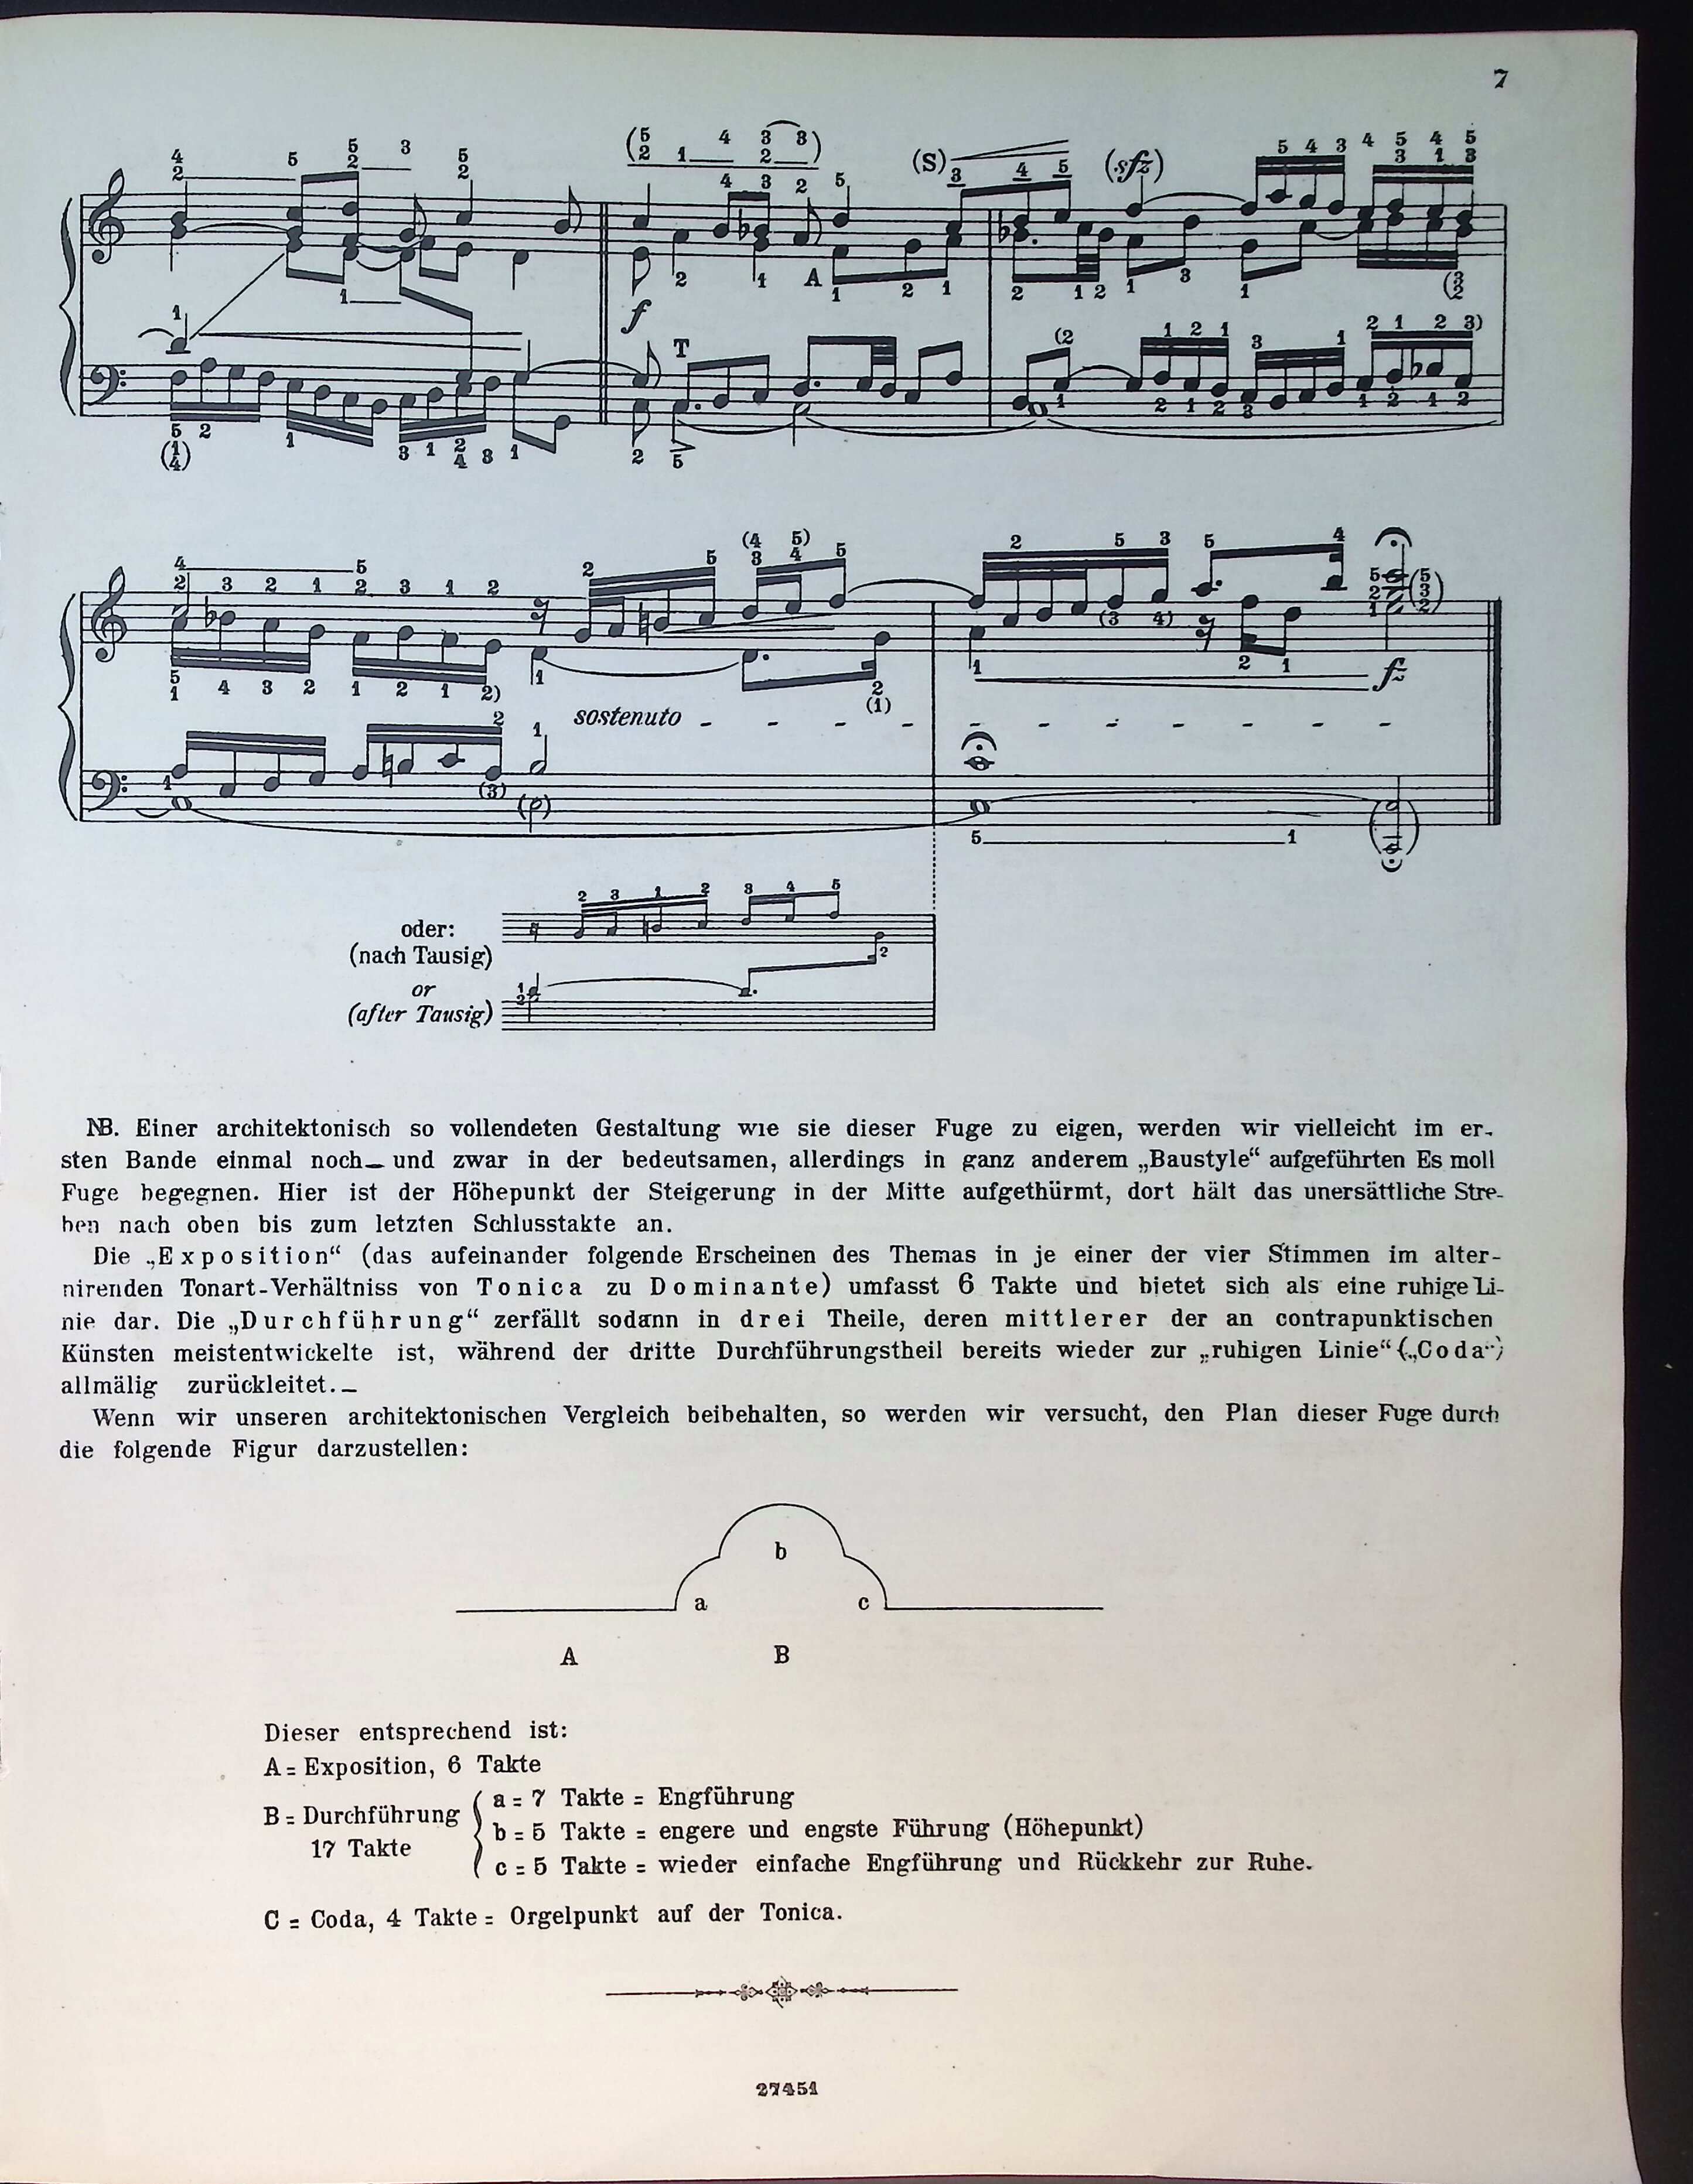 7
(S)
(sfz)
A
f
T
sostenuto
fz
oder:
(nach Tausig)
or
(after Tausig)
NB. Einer architektonisch so vollendeten Gestaltung wie sie dieser Fuge zu eigen, werden wir vielleicht im er-
sten Bande einmal noch— und zwar in der bedeutsamen, allerdings in ganz anderem „Baustyle“ aufgeführten Es moll
Fuge begegnen. Hier ist der Höhepunkt der Steigerung in der Mitte aufgethürmt, dort hält das unersättliche Stre-
ben nach oben bis zum letzten Schlusstakte an.
Die „Exposition“ (das aufeinander folgende Erscheinen des Themas in je einer der vier Stimmen im alter-
nirenden Tonart-Verhältniss von Tonica zu Dominante) umfasst 6 Takte und bietet sich als eine ruhige Li-
nie dar. Die „Durchführung“ zerfällt sodann in drei Theile, deren mittlerer der an contrapunktischen
Künsten meistentwickelte ist, während der dritte Durchführungstheil bereits wieder zur „ruhigen Linie“ („Coda“)
allmälig zurückleitet.—
Wenn wir unseren architektonischen Vergleich beibehalten, so werden wir versucht, den Plan dieser Fuge durch
die folgende Figur darzustellen:
b
a c
A B
Dieser entsprechend ist:
A = Exposition, 6 Takte
B = Durchführung
17 Takte
a = 7 Takte = Engführung
b = 5 Takte = engere und engste Führung (Höhepunkt)
c = 5 Takte = wieder einfache Engführung und Rückkehr zur Ruhe.
C = Coda, 4 Takte = Orgelpunkt auf der Tonica.
27451